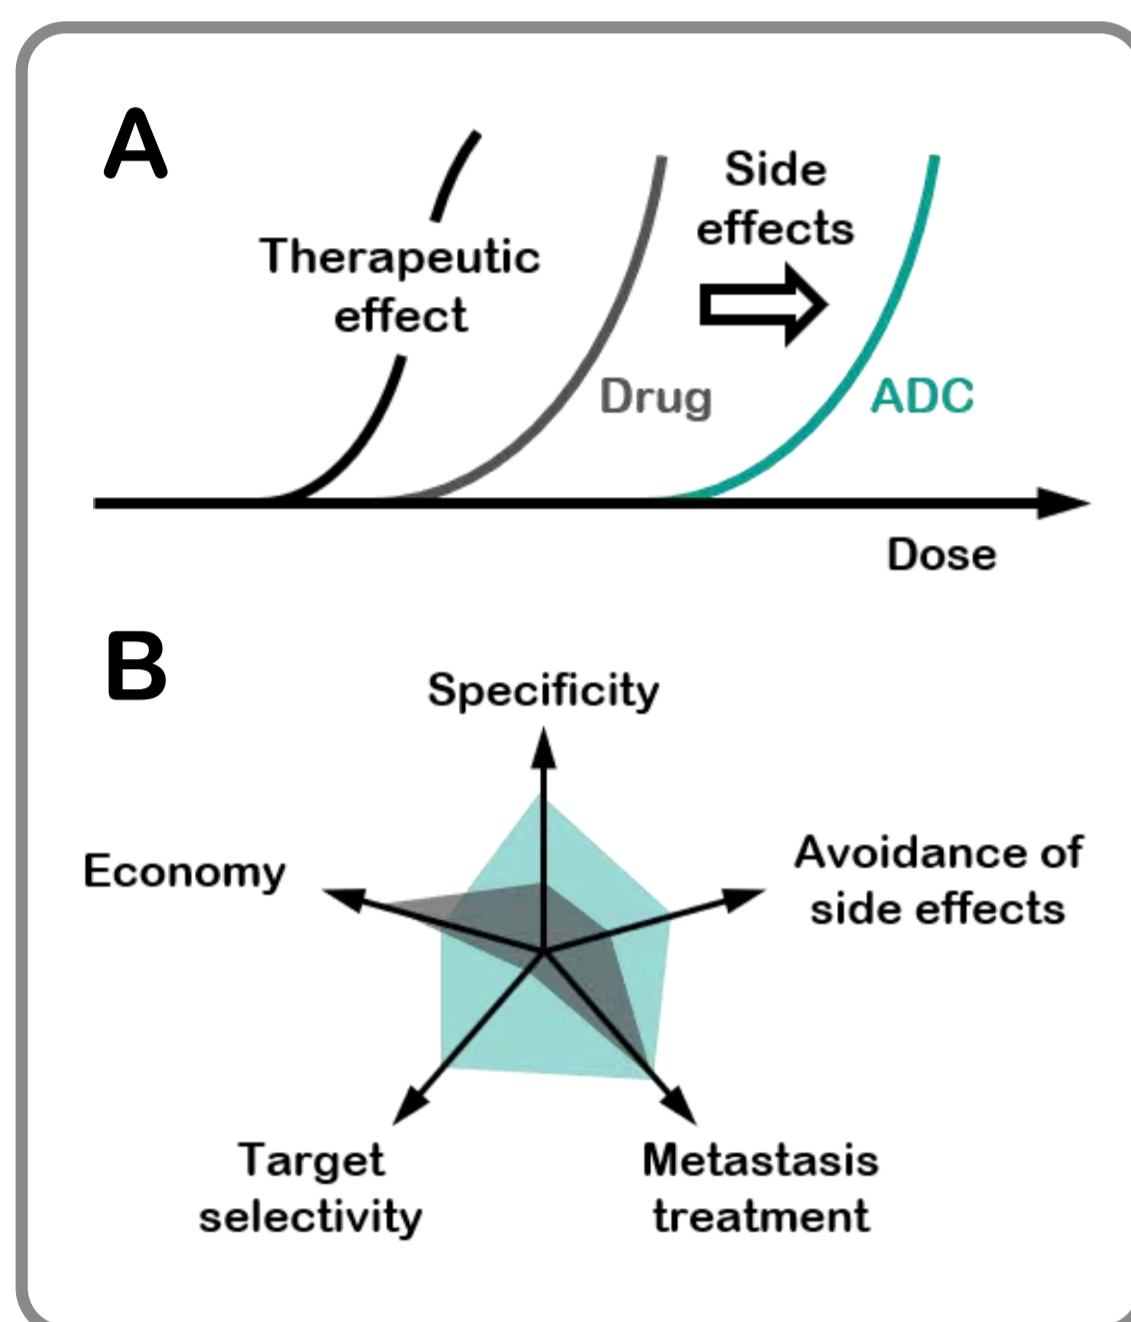 A
Therapeutic
effect
Side
effects
Drug
ADC
Dose
B
Specificity
Economy
Avoidance of
side effects
Target
selectivity
Metastasis
treatment